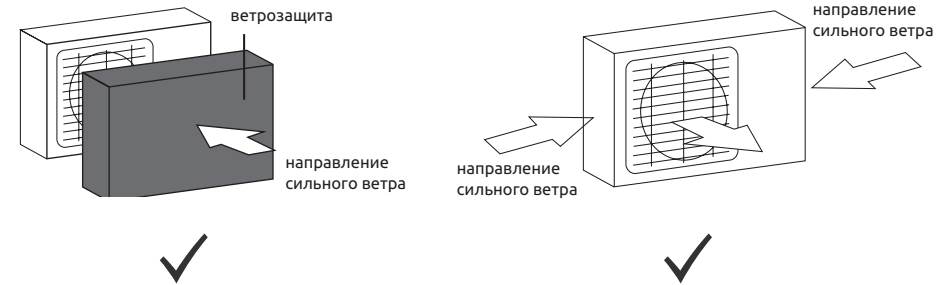 ветрозащита
направление
сильного ветра
направление
сильного ветра
направление
сильного ветра